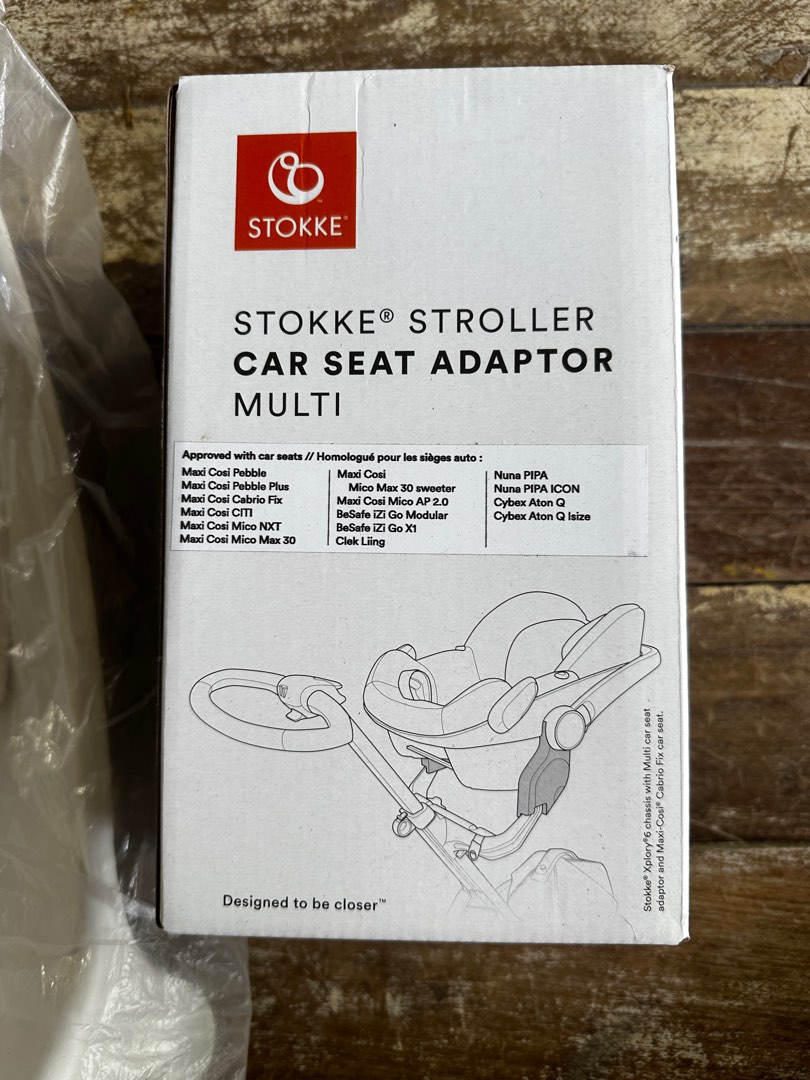 STOKKE
STOKKE® STROLLER
CAR SEAT ADAPTOR
MULTI
Approved with car seats // Homologué pour les sièges auto :
Maxi Cosi Pebble
Maxi Cosi Pebble Plus
Maxi Cosi Cabrio Fix
Maxi Cosi CITI
Maxi Cosi Mico NXT
Maxi Cosi Mico Max 30
Maxi Cosi
Mico Max 30 sweeter
Maxi Cosi Mico AP 2.0
BeSafe iZi Go Modular
BeSafe iZi Go X1
Clek Liing
Nuna PIPA
Nuna PIPA ICON
Cybex Aton Q
Cybex Aton Q Isize
Stokke® Xplory®6 chassis with Multi car seat
adaptor and Maxi-Cosi® Cabrio Fix car seat.
Designed to be closer™